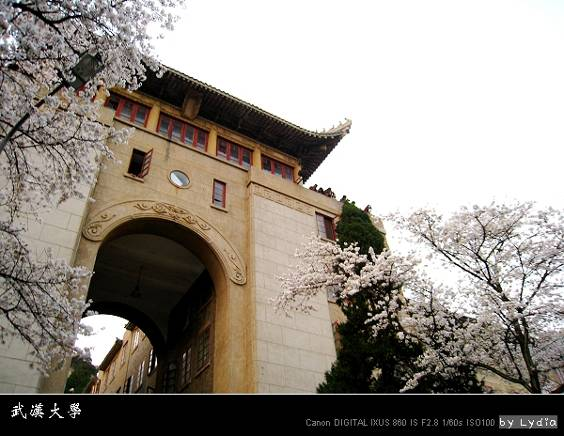 武漢大學
Canon DIGITAL IXUS 860 IS F2.8 1/60s ISO100 by Lydia